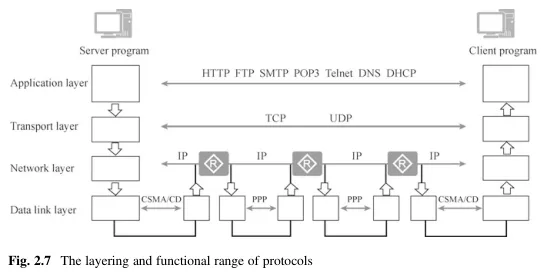 Server program
Client program
Application layer
HTTP FTP SMTP POP3 Telnet DNS DHCP
Transport layer
TCP UDP
Network layer
IP R IP R IP R IP
Data link layer
CSMA/CD PPP PPP CSMA/CD
Fig. 2.7 The layering and functional range of protocols